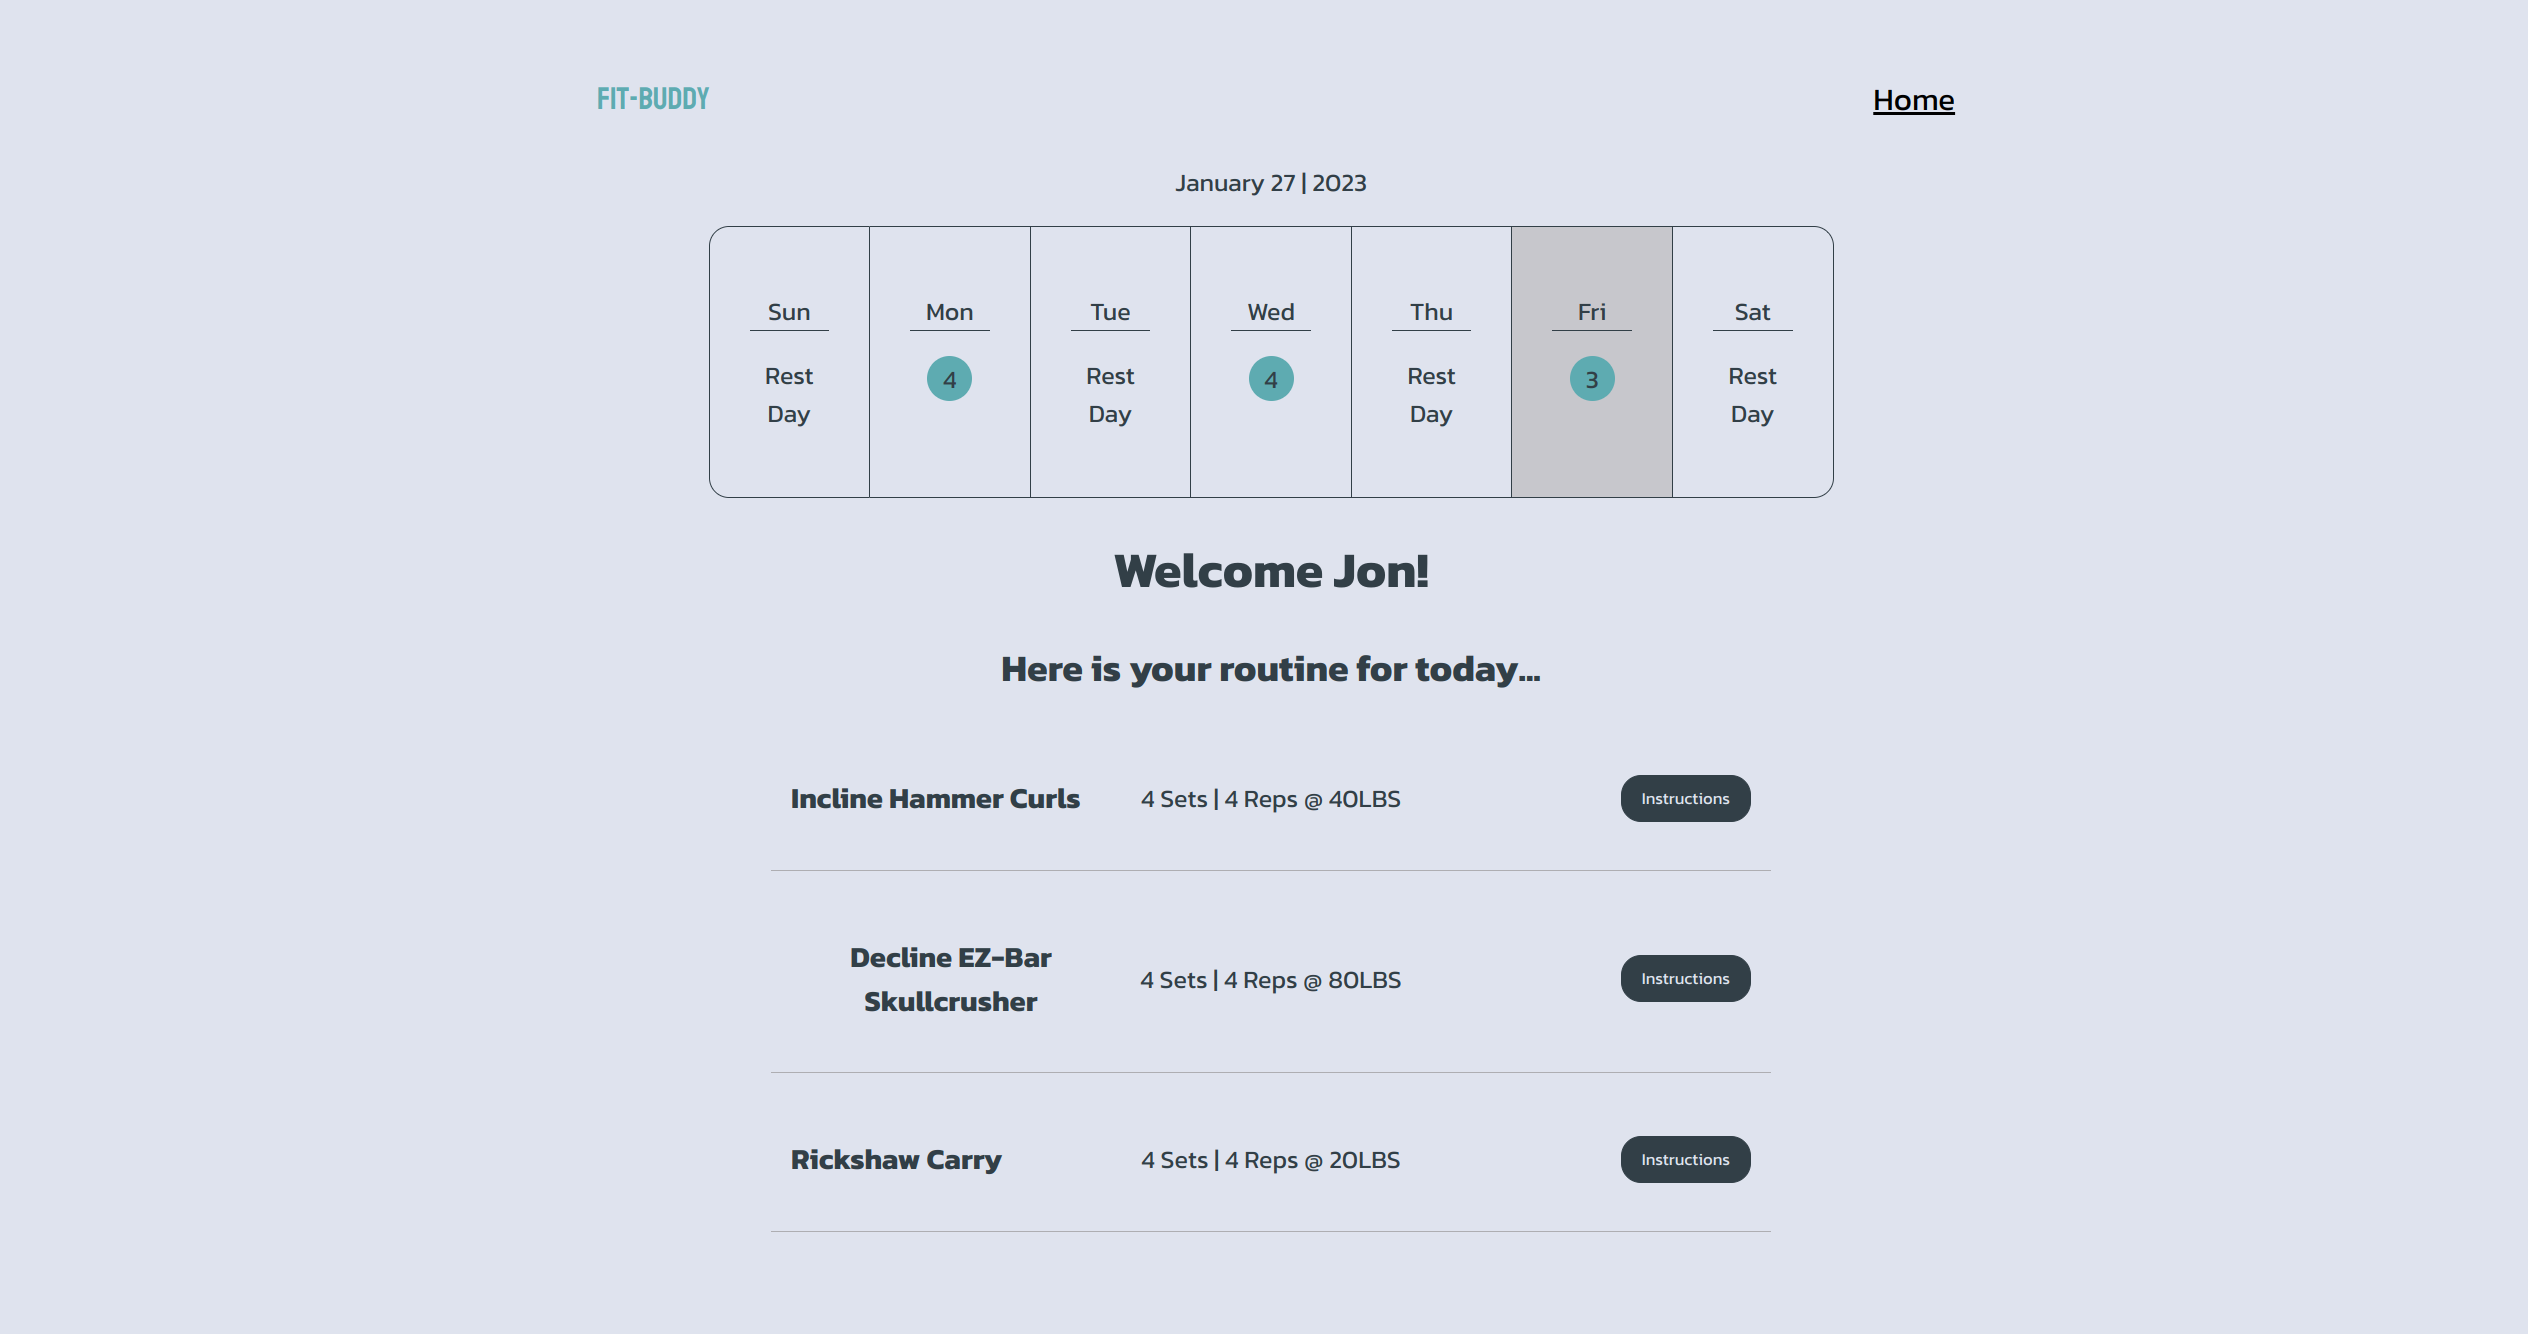 FIT-BUDDY
Home
January 27 | 2023
Sun
Mon
Tue
Wed
Thu
Fri
Sat
Rest
Day
4
Rest
Day
4
Rest
Day
3
Rest
Day
Welcome Jon!
Here is your routine for today...
Incline Hammer Curls
4 Sets | 4 Reps @ 40LBS
Instructions
Decline EZ-Bar
Skullcrusher
4 Sets | 4 Reps @ 80LBS
Instructions
Rickshaw Carry
4 Sets | 4 Reps @ 20LBS
Instructions